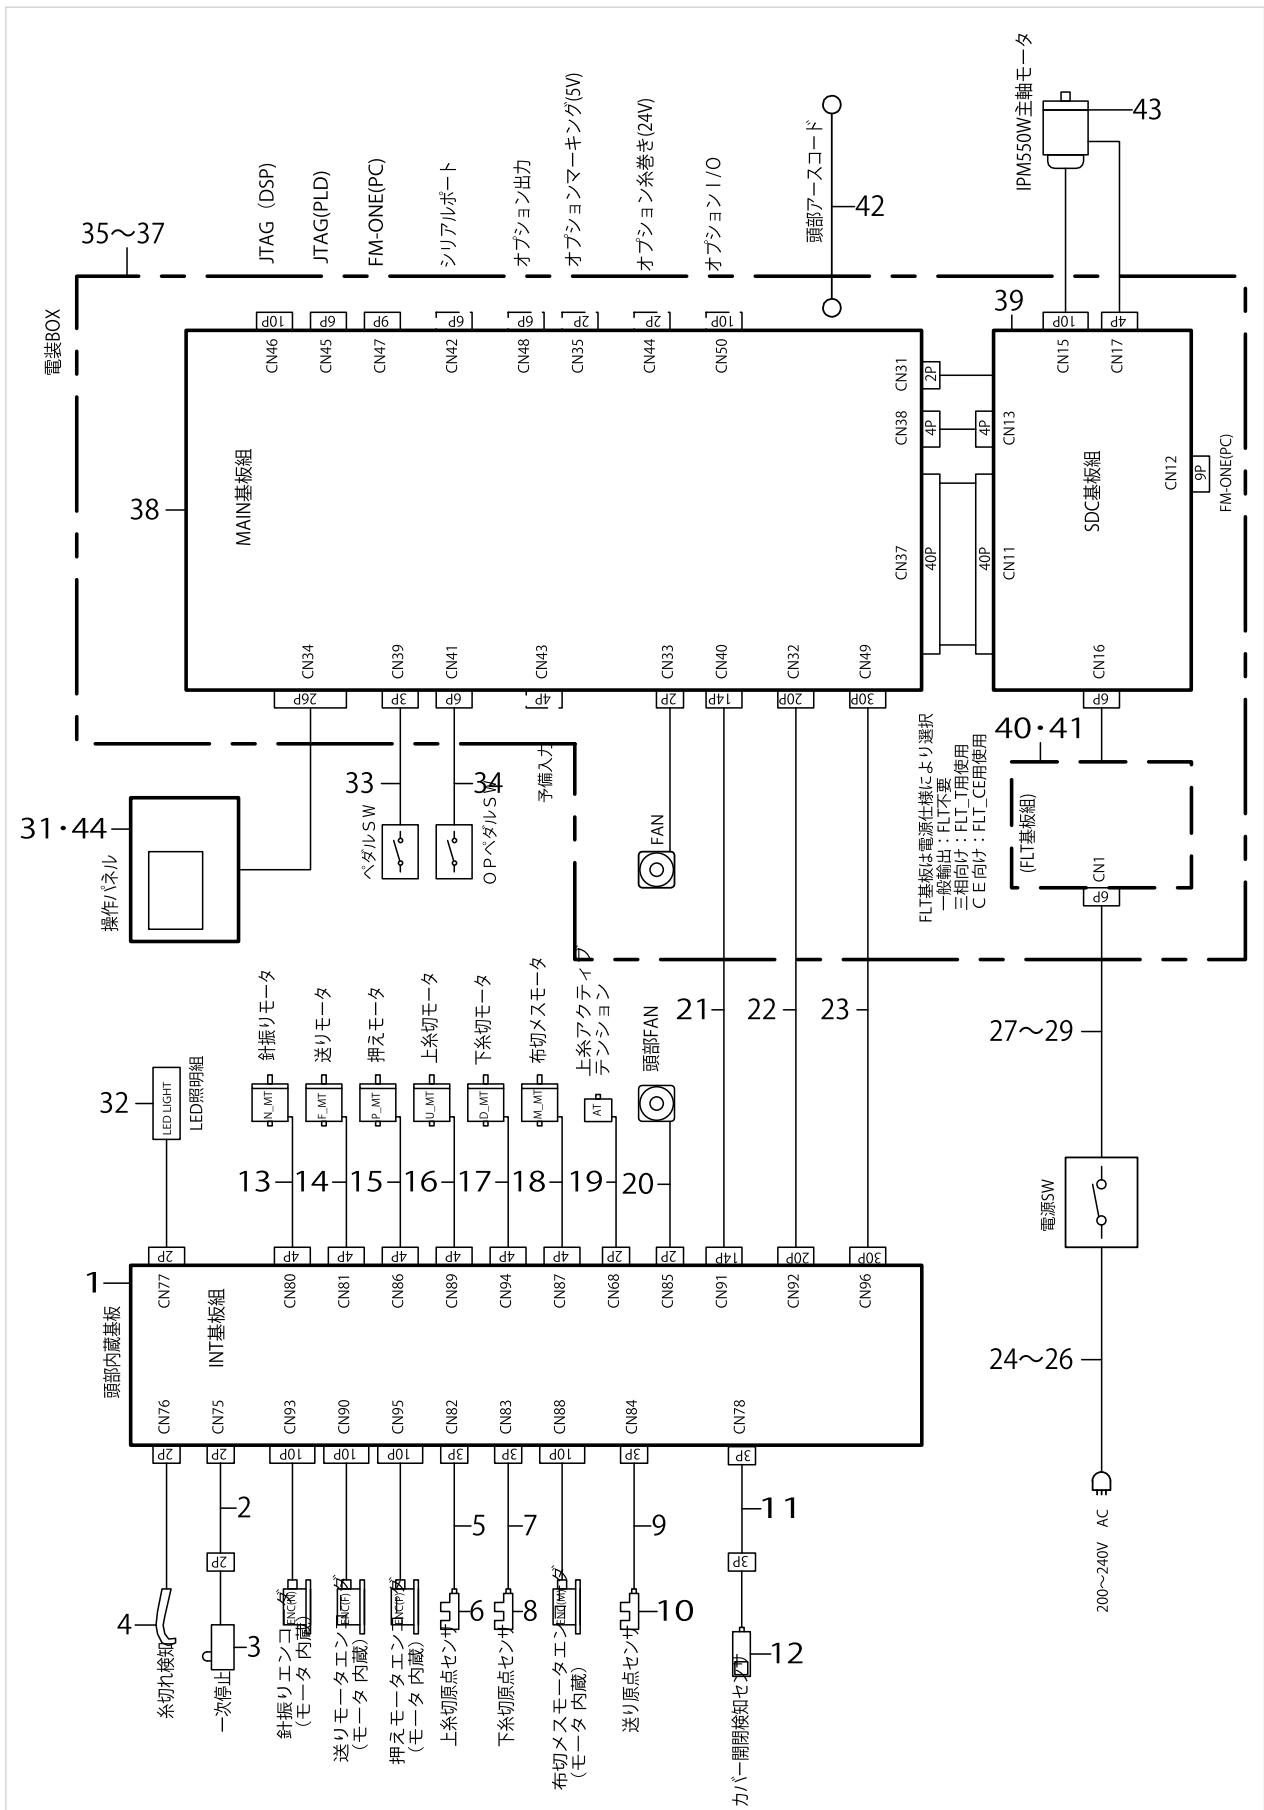 35～37
電装BOX
JTAG (DSP)
JTAG(PLD)
FM-ONE(PC)
シリアルポート
オプション出力
オプションマーキング(5V)
オプション糸巻き(24V)
オプション I/O
頭部アースコード
42
IPM550W主軸モータ
43
39
10P
6P
9P
6P
6P
2P
2P
10P
10P
4P
CN46
CN45
CN47
CN42
CN48
CN35
CN44
CN50
CN15
CN17
CN31
2P
CN38
4P
4P
CN13
38
MAIN基板組
SDC基板組
CN12
9P
FM-ONE(PC)
CN37
40P
40P
CN11
CN34
CN39
CN41
CN43
CN33
CN40
CN32
CN49
CN16
26P
3P
6P
4P
2P
14P
20P
30P
6P
40・41
33
34
ペダルＳＷ
ＯＰペダルＳＷ
予備入力
FAN
FLT基板は電源仕様により選択
一般輸出：FLT不要
三相向け：FLT_T用使用
ＣＥ向け：FLT_CE用使用
(FLT基板組)
CN1
6P
31・44
操作パネル
21
22
23
27～29
32
LED LIGHT
LED照明組
針振りモータ
送りモータ
押えモータ
上糸切モータ
下糸切モータ
布切メスモータ
上糸アクティブ
テンション
頭部FAN
N_MT
F_MT
P_MT
U_MT
D_MT
M_MT
AT
13
14
15
16
17
18
19
20
電源SW
2P
4P
4P
4P
4P
4P
4P
2P
2P
14P
20P
30P
1
頭部内蔵基板
CN77
CN80
CN81
CN86
CN89
CN94
CN87
CN68
CN85
CN91
CN92
CN96
INT基板組
24～26
CN76
CN75
CN93
CN90
CN95
CN82
CN83
CN88
CN84
CN78
2P
2P
10P
10P
10P
3P
3P
10P
3P
3P
2
5
7
9
11
2P
3P
200～240V AC
4
3
6
8
10
12
ENC(N)
ENC(F)
ENC(P)
ENC(M)
糸切れ検知
一次停止
針振りエンコーダ
（モータ 内蔵）
送りモータエンコーダ
（モータ 内蔵）
押えモータエンコーダ
（モータ 内蔵）
上糸切原点センサ
下糸切原点センサ
布切メスモータエンコーダ
（モータ 内蔵）
送り原点センサ
カバー開閉検知センサ